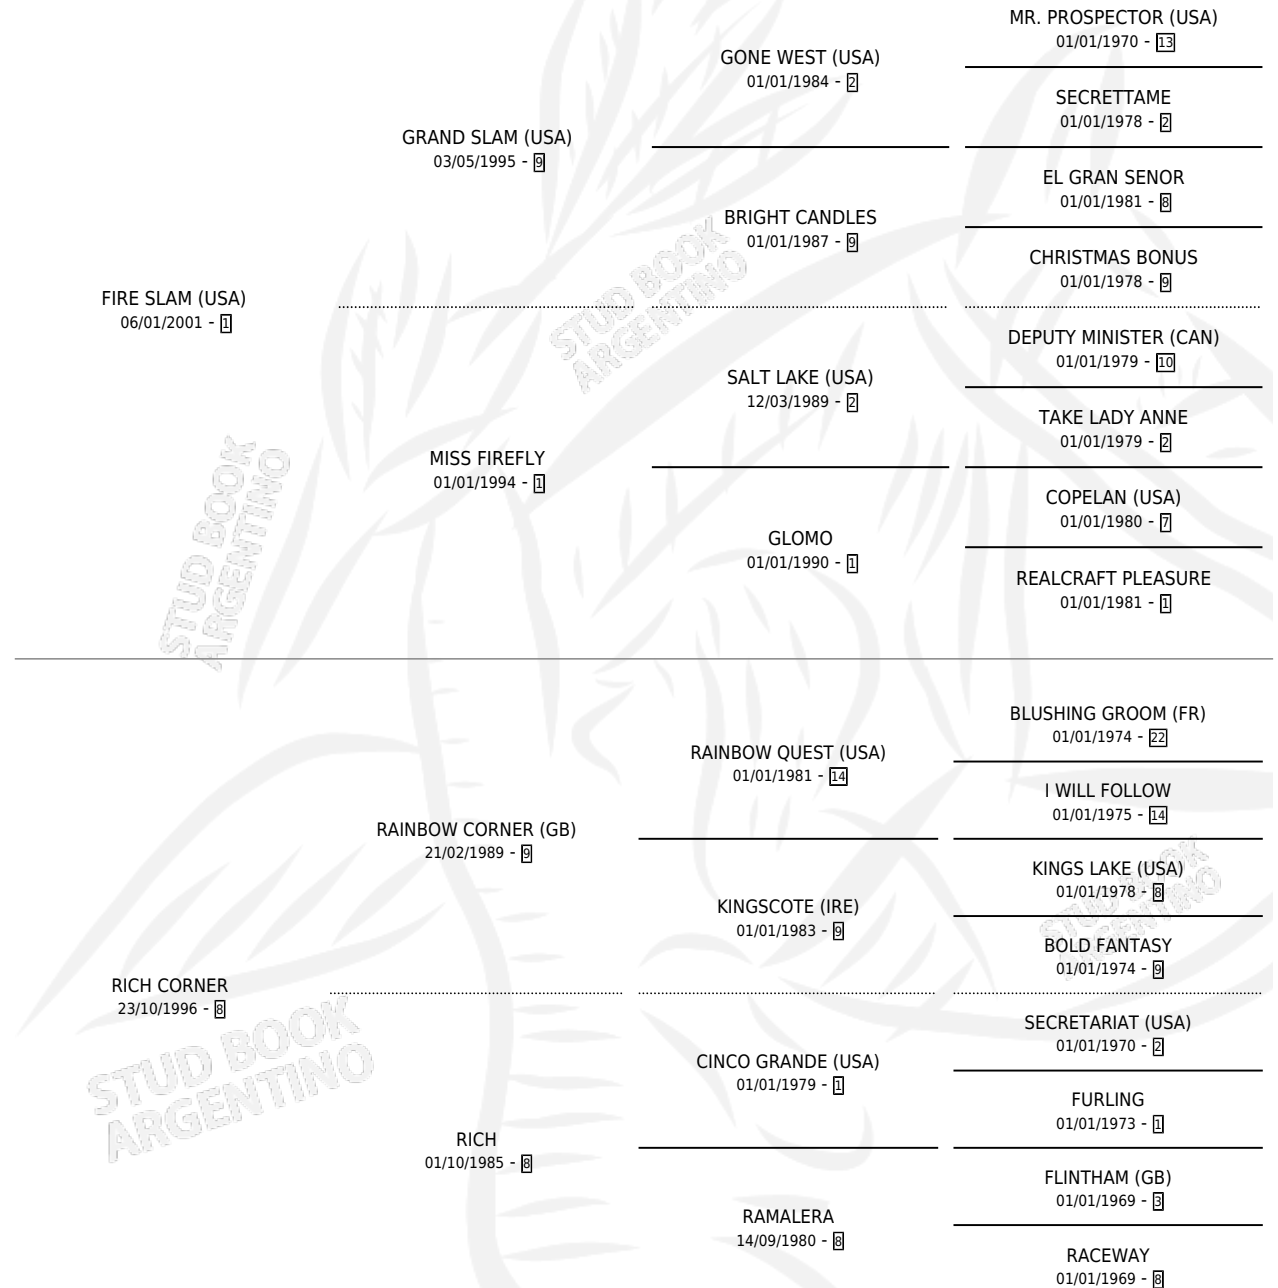 MR. PROSPECTOR (USA)
01/01/1970 - 13
GONE WEST (USA)
01/01/1984 - 2
SECRETTAME
01/01/1978 - 2
GRAND SLAM (USA)
03/05/1995 - 9
EL GRAN SENOR
01/01/1981 - 8
BRIGHT CANDLES
01/01/1987 - 9
CHRISTMAS BONUS
01/01/1978 - 9
FIRE SLAM (USA)
06/01/2001 - 1
DEPUTY MINISTER (CAN)
01/01/1979 - 10
SALT LAKE (USA)
12/03/1989 - 2
TAKE LADY ANNE
01/01/1979 - 2
MISS FIREFLY
01/01/1994 - 1
COPELAN (USA)
01/01/1980 - 7
GLOMO
01/01/1990 - 1
REALCRAFT PLEASURE
01/01/1981 - 1
STUD BOOK
ARGENTINO
STUD BOOK
ARGENTINO
BLUSHING GROOM (FR)
01/01/1974 - 22
RAINBOW QUEST (USA)
01/01/1981 - 14
I WILL FOLLOW
01/01/1975 - 14
RAINBOW CORNER (GB)
21/02/1989 - 9
KINGS LAKE (USA)
01/01/1978 - 8
KINGSCOTE (IRE)
01/01/1983 - 9
BOLD FANTASY
01/01/1974 - 9
RICH CORNER
23/10/1996 - 8
SECRETARIAT (USA)
01/01/1970 - 2
CINCO GRANDE (USA)
01/01/1979 - 1
FURLING
01/01/1973 - 1
RICH
01/10/1985 - 8
FLINTHAM (GB)
01/01/1969 - 3
RAMALERA
14/09/1980 - 8
RACEWAY
01/01/1969 - 8
STUD BOOK
ARGENTINO
STUD BOOK
ARGENTINO